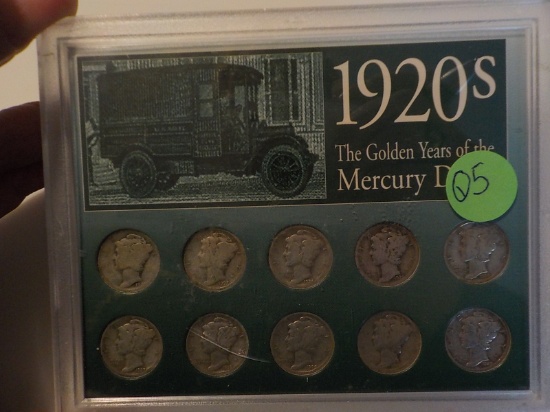 1920s
The Golden Years of the
Mercury D
Q5